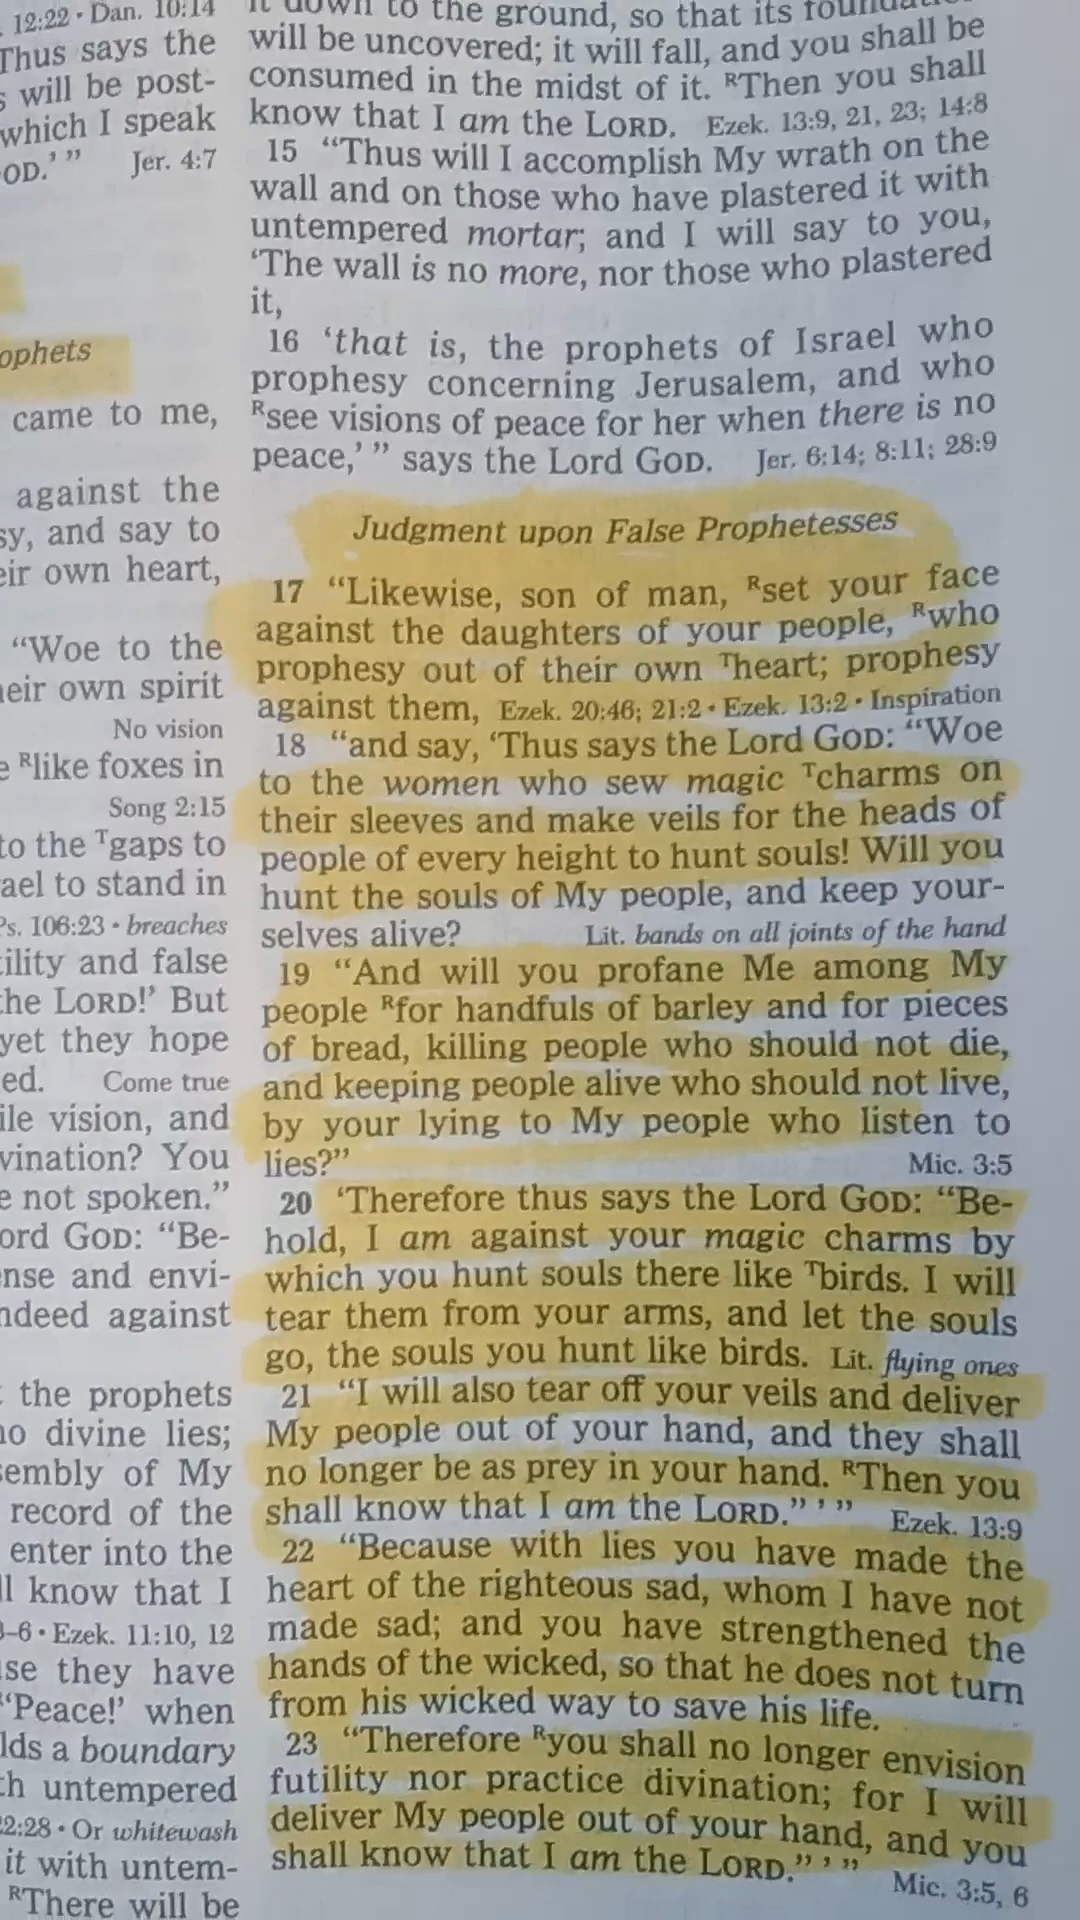 12:22 • Dan. 10:14
Thus says the
will be post-
which I speak
OD.’ ”
Jer. 4:7
ophets
came to me,
against the
sy, and say to
eir own heart,
“Woe to the
heir own spirit
No vision
e ᴿlike foxes in
Song 2:15
to the ᵀgaps to
ael to stand in
Ps. 106:23 • breaches
ility and false
the LORD!’ But
yet they hope
ed. Come true
ile vision, and
vination? You
e not spoken.”
ord GOD: “Be-
nse and envi-
ndeed against
the prophets
no divine lies;
sembly of My
record of the
enter into the
ll know that I
-6 • Ezek. 11:10, 12
use they have
“Peace!’ when
lds a boundary
th untempered
22:28 • Or whitewash
it with untem-
ᴿThere will be
it down to the ground, so that its foundation
will be uncovered; it will fall, and you shall be
consumed in the midst of it. ᴿThen you shall
know that I am the LORD. Ezek. 13:9, 21, 23; 14:8
15 “Thus will I accomplish My wrath on the
wall and on those who have plastered it with
untempered mortar; and I will say to you,
‘The wall is no more, nor those who plastered
it,
16 ‘that is, the prophets of Israel who
prophesy concerning Jerusalem, and who
ᴿsee visions of peace for her when there is no
peace,’ ” says the Lord GOD. Jer. 6:14; 8:11; 28:9
Judgment upon False Prophetesses
17 “Likewise, son of man, ᴿset your face
against the daughters of your people, ᴿwho
prophesy out of their own ᵀheart; prophesy
against them, Ezek. 20:46; 21:2 • Ezek. 13:2 • Inspiration
18 “and say, ‘Thus says the Lord GOD: “Woe
to the women who sew magic ᵀcharms on
their sleeves and make veils for the heads of
people of every height to hunt souls! Will you
hunt the souls of My people, and keep your-
selves alive? Lit. bands on all joints of the hand
19 “And will you profane Me among My
people ᴿfor handfuls of barley and for pieces
of bread, killing people who should not die,
and keeping people alive who should not live,
by your lying to My people who listen to
lies?” Mic. 3:5
20 ‘Therefore thus says the Lord GOD: “Be-
hold, I am against your magic charms by
which you hunt souls there like ᵀbirds. I will
tear them from your arms, and let the souls
go, the souls you hunt like birds. Lit. flying ones
21 “I will also tear off your veils and deliver
My people out of your hand, and they shall
no longer be as prey in your hand. ᴿThen you
shall know that I am the LORD.” ’ ” Ezek. 13:9
22 “Because with lies you have made the
heart of the righteous sad, whom I have not
made sad; and you have strengthened the
hands of the wicked, so that he does not turn
from his wicked way to save his life.
23 “Therefore ᴿyou shall no longer envision
futility nor practice divination; for I will
deliver My people out of your hand, and you
shall know that I am the LORD.” ’ ” Mic. 3:5, 6